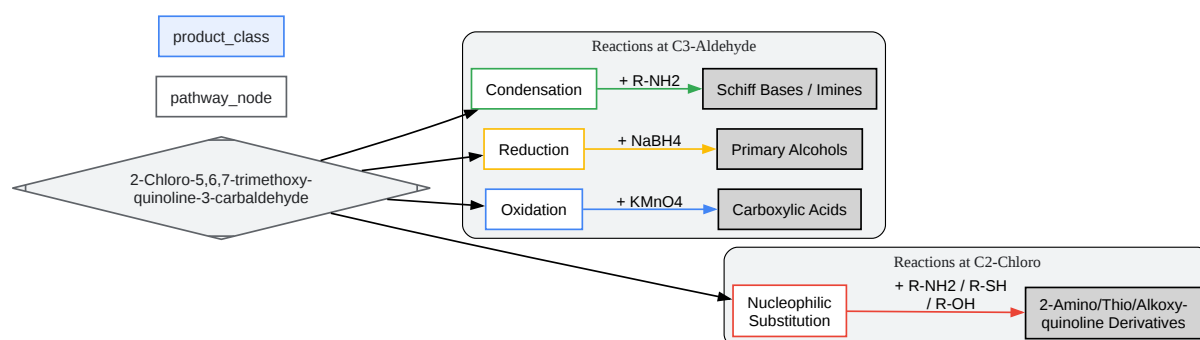 product_class
pathway_node
2-Chloro-5,6,7-trimethoxy-
quinoline-3-carbaldehyde
Reactions at C3-Aldehyde
Condensation
+ R-NH2
Schiff Bases / Imines
Reduction
+ NaBH4
Primary Alcohols
Oxidation
+ KMnO4
Carboxylic Acids
Reactions at C2-Chloro
Nucleophilic
Substitution
+ R-NH2 / R-SH
/ R-OH
2-Amino/Thio/Alkoxy-
quinoline Derivatives